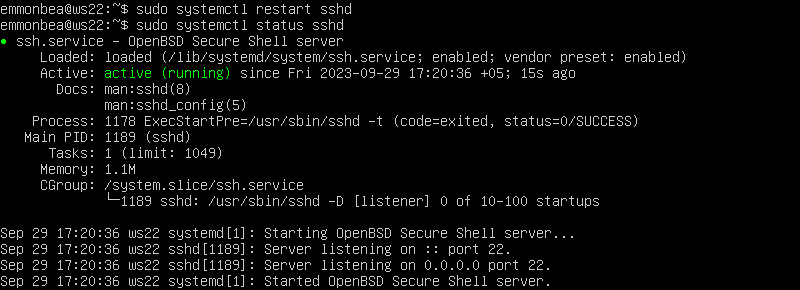 emmonbea@ws22:~$ sudo systemctl restart sshd
emmonbea@ws22:~$ sudo systemctl status sshd
● ssh.service - OpenBSD Secure Shell server
     Loaded: loaded (/lib/systemd/system/ssh.service; enabled; vendor preset: enabled)
     Active: active (running) since Fri 2023-09-29 17:20:36 +05; 15s ago
       Docs: man:sshd(8)
             man:sshd_config(5)
    Process: 1178 ExecStartPre=/usr/sbin/sshd -t (code=exited, status=0/SUCCESS)
   Main PID: 1189 (sshd)
      Tasks: 1 (limit: 1049)
     Memory: 1.1M
     CGroup: /system.slice/ssh.service
             └─1189 sshd: /usr/sbin/sshd -D [listener] 0 of 10-100 startups

Sep 29 17:20:36 ws22 systemd[1]: Starting OpenBSD Secure Shell server...
Sep 29 17:20:36 ws22 sshd[1189]: Server listening on :: port 22.
Sep 29 17:20:36 ws22 sshd[1189]: Server listening on 0.0.0.0 port 22.
Sep 29 17:20:36 ws22 systemd[1]: Started OpenBSD Secure Shell server.